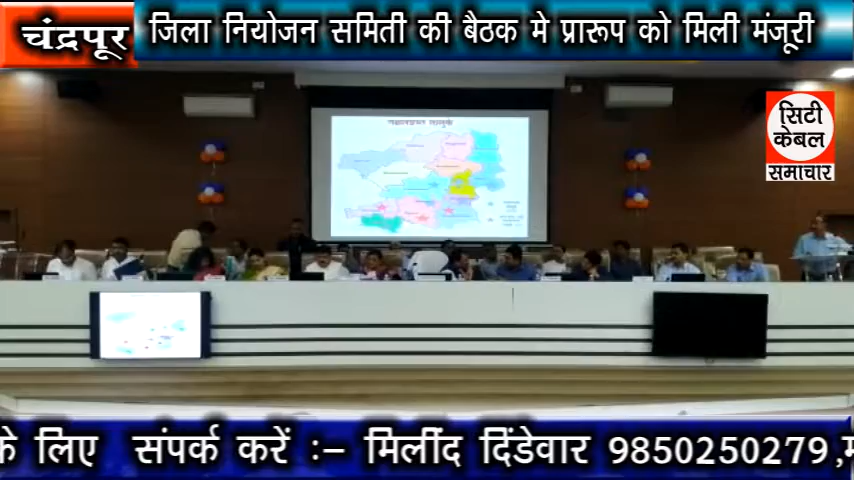 चंद्रपूर
जिला नियोजन समिती की बैठक मे प्रारूप को मिली मंजूरी
सिटी
केबल
समाचार
के लिए संपर्क करें :- मिलींद दिंडेवार 9850250279,